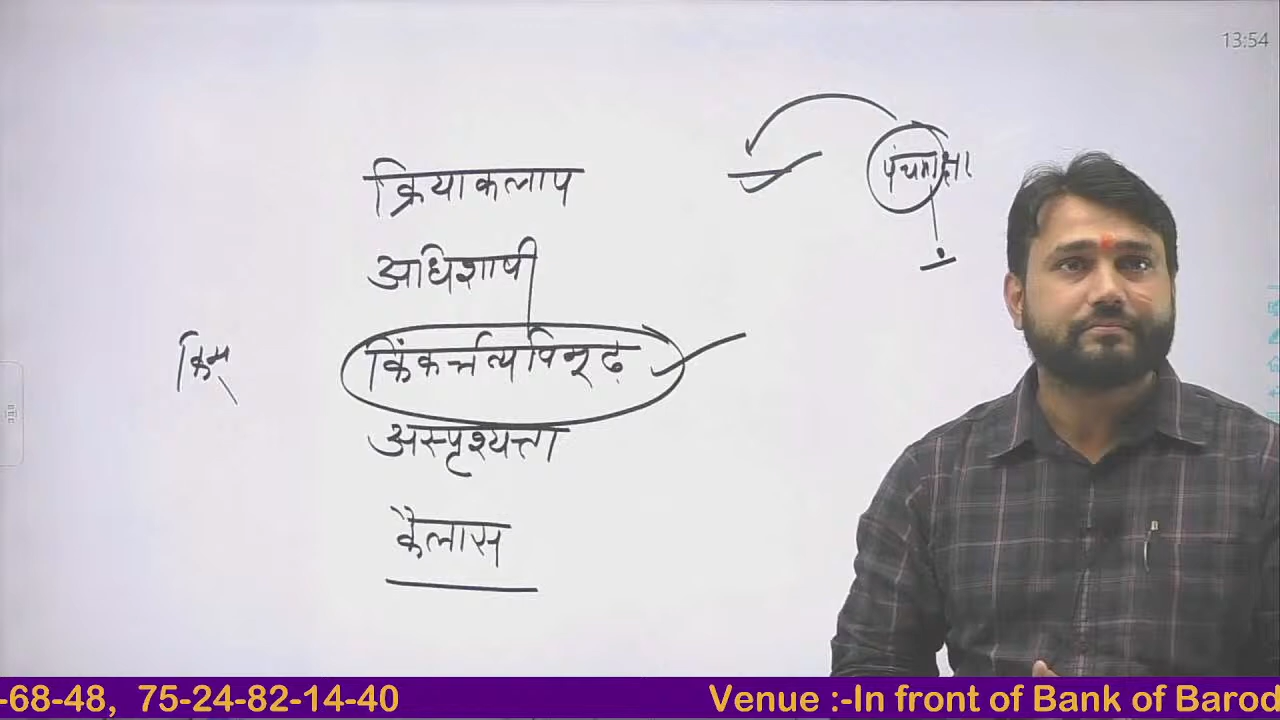 13:54
क्रियाकलाप
अधिशाषी
किम्
किंकर्त्तव्यविमूढ़
अस्पृश्यत्ता
कैलास
-68-48, 75-24-82-14-40
Venue :-In front of Bank of Barod